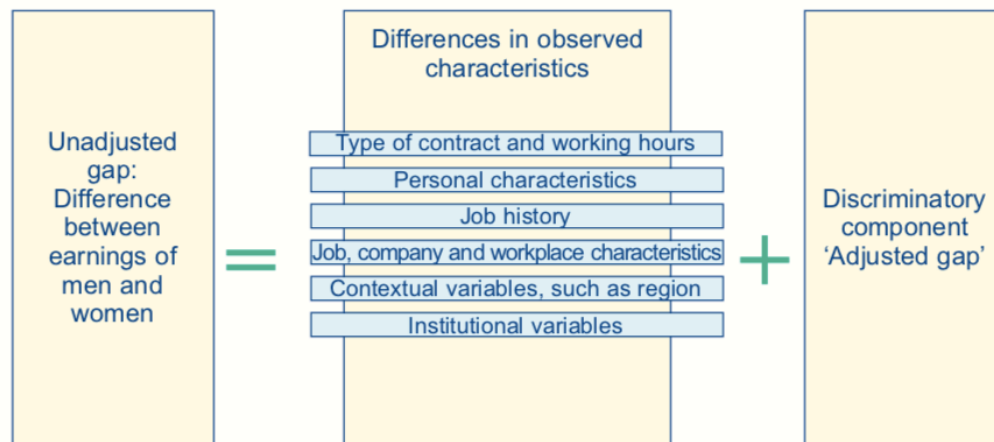 Unadjusted
gap:
Difference
between
earnings of
men and
women
=
Differences in observed
characteristics
Type of contract and working hours
Personal characteristics
Job history
Job, company and workplace characteristics
Contextual variables, such as region
Institutional variables
+
Discriminatory
component
‘Adjusted gap’